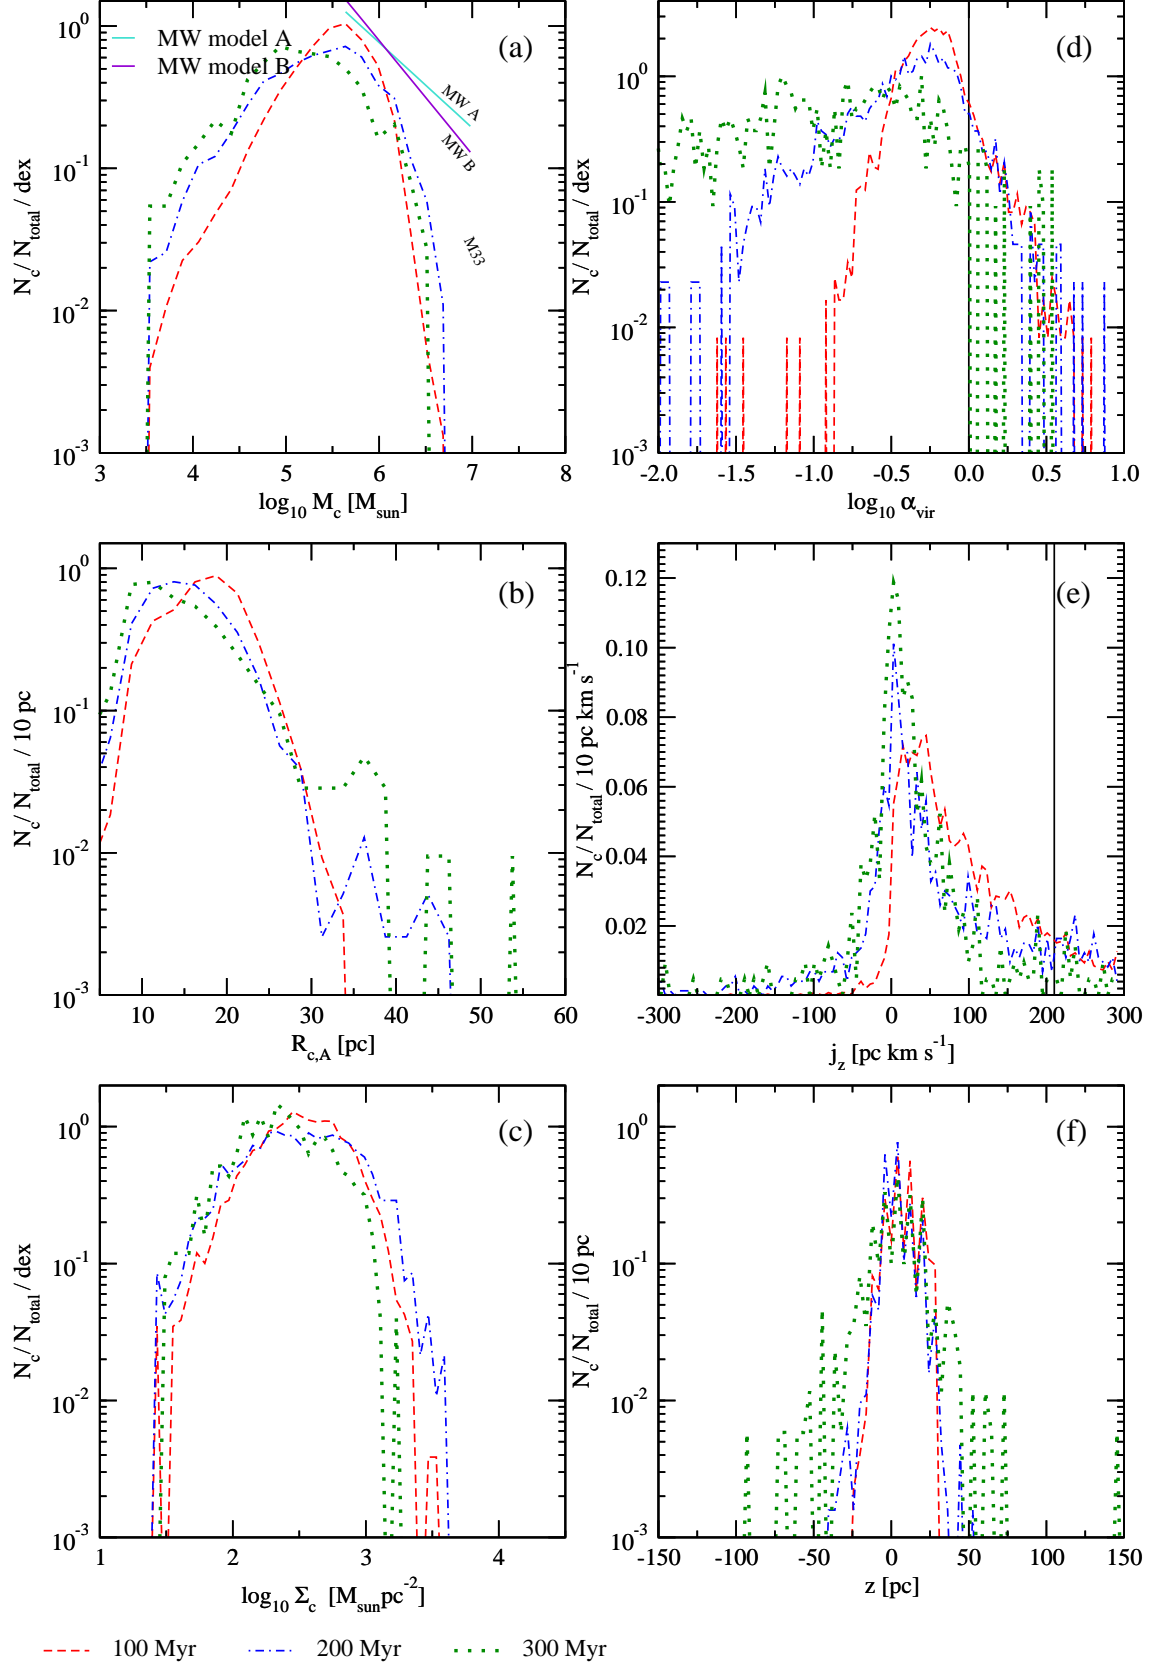 MW model A
MW model B
(a)
MW A
MW B
M33
10^0
10^-1
10^-2
10^-3
N_c / N_total / dex
3 4 5 6 7 8
log_10 M_c [M_sun]
(d)
10^0
10^-1
10^-2
10^-3
N_c / N_total / dex
-2.0 -1.5 -1.0 -0.5 0.0 0.5 1.0
log_10 α_vir
(b)
10^0
10^-1
10^-2
10^-3
N_c / N_total / 10 pc
10 20 30 40 50 60
R_c,A [pc]
(e)
0.12
0.10
0.08
0.06
0.04
0.02
N_c / N_total / 10 pc km s^-1
-300 -200 -100 0 100 200 300
j_z [pc km s^-1]
(c)
10^0
10^-1
10^-2
10^-3
N_c / N_total / dex
1 2 3 4
log_10 Σ_c [M_sun pc^-2]
(f)
10^0
10^-1
10^-2
10^-3
N_c / N_total / 10 pc
-150 -100 -50 0 50 100 150
z [pc]
100 Myr 200 Myr 300 Myr